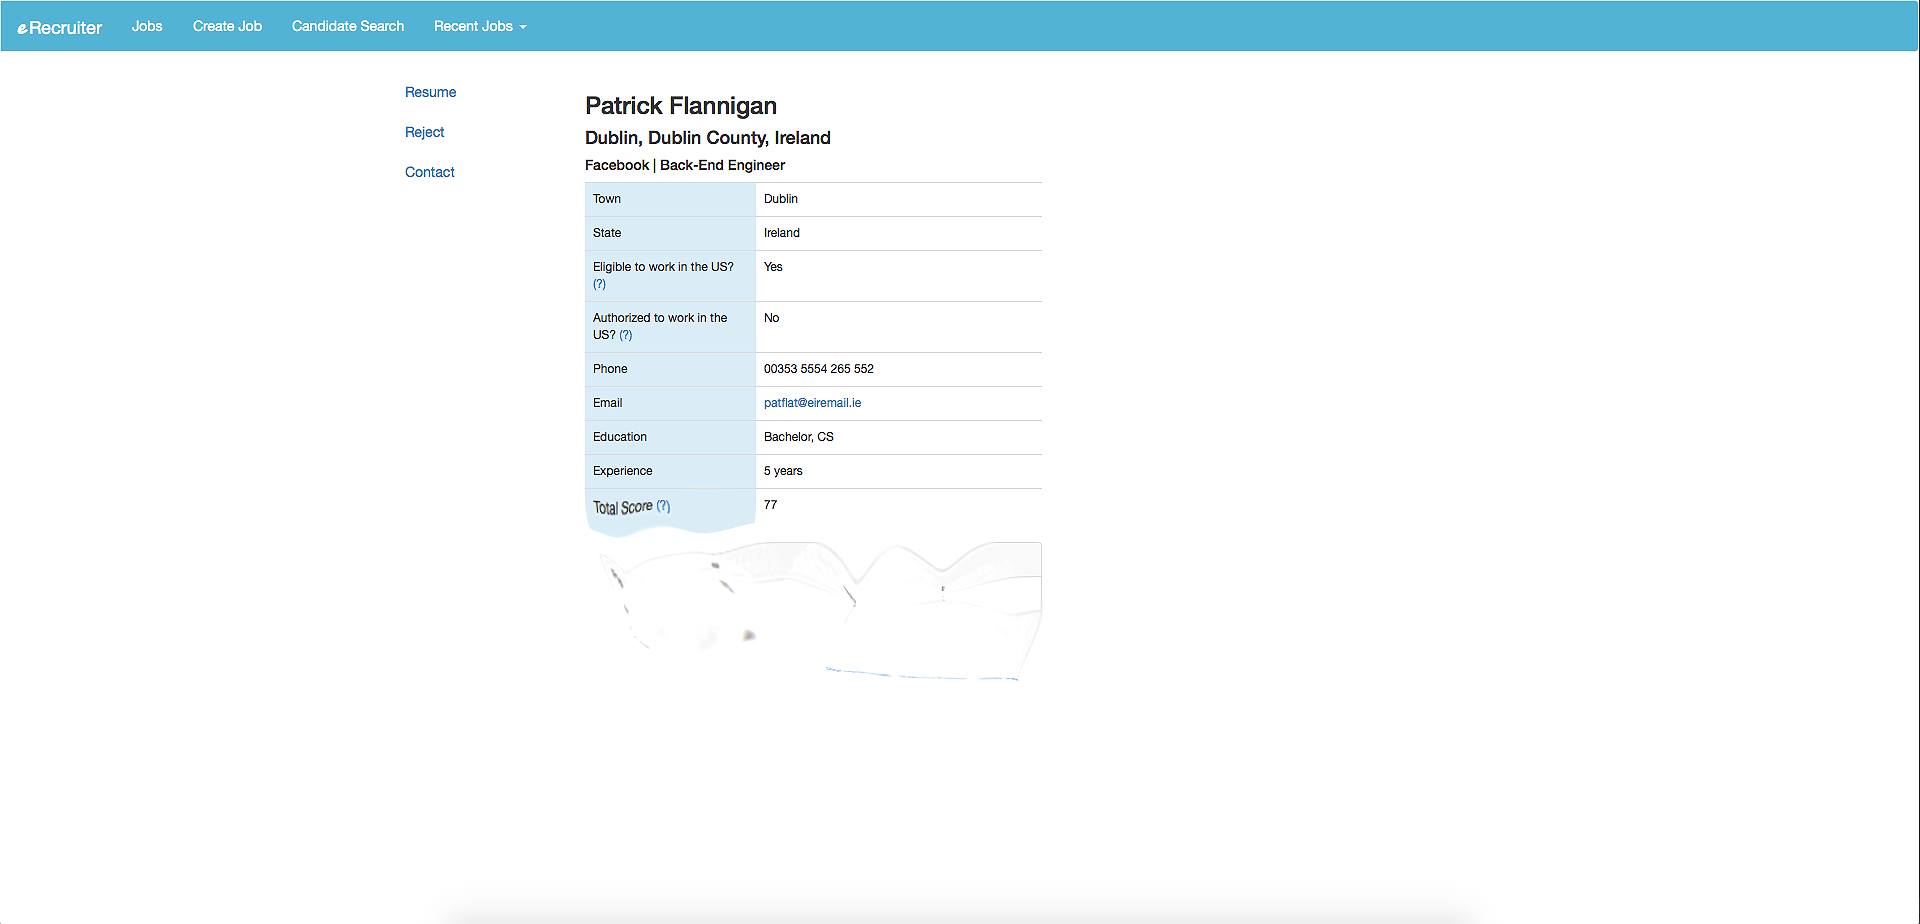 eRecruiter Jobs Create Job Candidate Search Recent Jobs
Resume
Reject
Contact
Patrick Flannigan
Dublin, Dublin County, Ireland
Facebook | Back-End Engineer
Town Dublin
State Ireland
Eligible to work in the US? Yes
(?)
Authorized to work in the No
US? (?)
Phone 00353 5554 265 552
Email patflat@eiremail.ie
Education Bachelor, CS
Experience 5 years
Total Score (?) 77